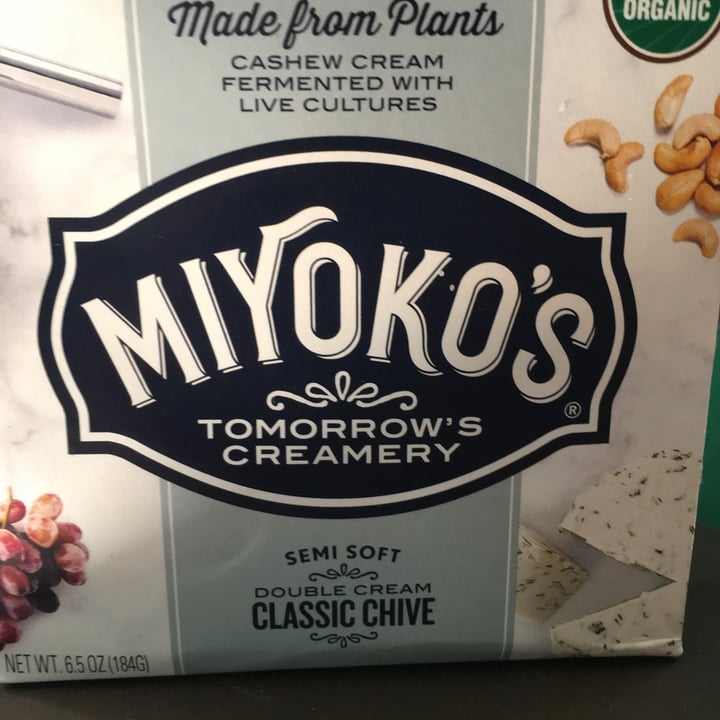 Made from Plants
CASHEW CREAM
FERMENTED WITH
LIVE CULTURES
ORGANIC
MIYOKO'S
®
TOMORROW'S
CREAMERY
SEMI SOFT
DOUBLE CREAM
CLASSIC CHIVE
NET WT. 6.5 OZ (184G)